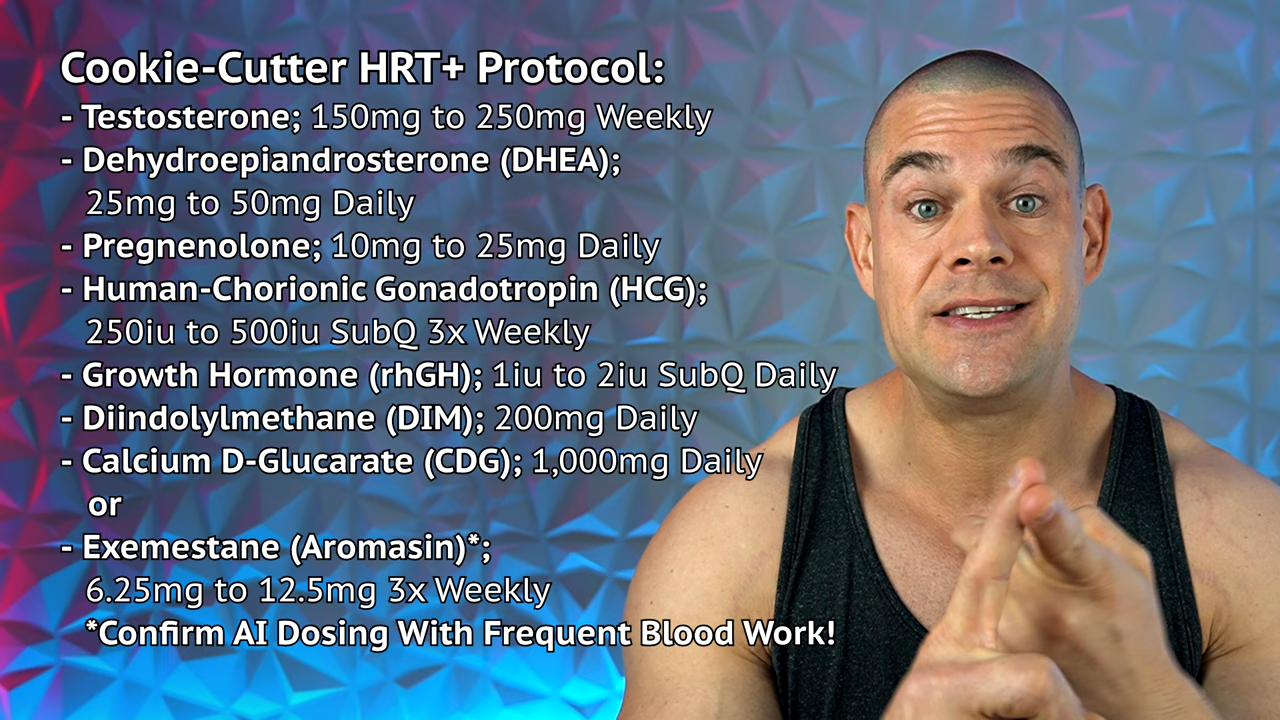 Cookie-Cutter HRT+ Protocol:
- Testosterone; 150mg to 250mg Weekly
- Dehydroepiandrosterone (DHEA);
25mg to 50mg Daily
- Pregnenolone; 10mg to 25mg Daily
- Human-Chorionic Gonadotropin (HCG);
250iu to 500iu SubQ 3x Weekly
- Growth Hormone (rhGH); 1iu to 2iu SubQ Daily
- Diindolylmethane (DIM); 200mg Daily
- Calcium D-Glucarate (CDG); 1,000mg Daily
or
- Exemestane (Aromasin)*;
6.25mg to 12.5mg 3x Weekly
*Confirm AI Dosing With Frequent Blood Work!